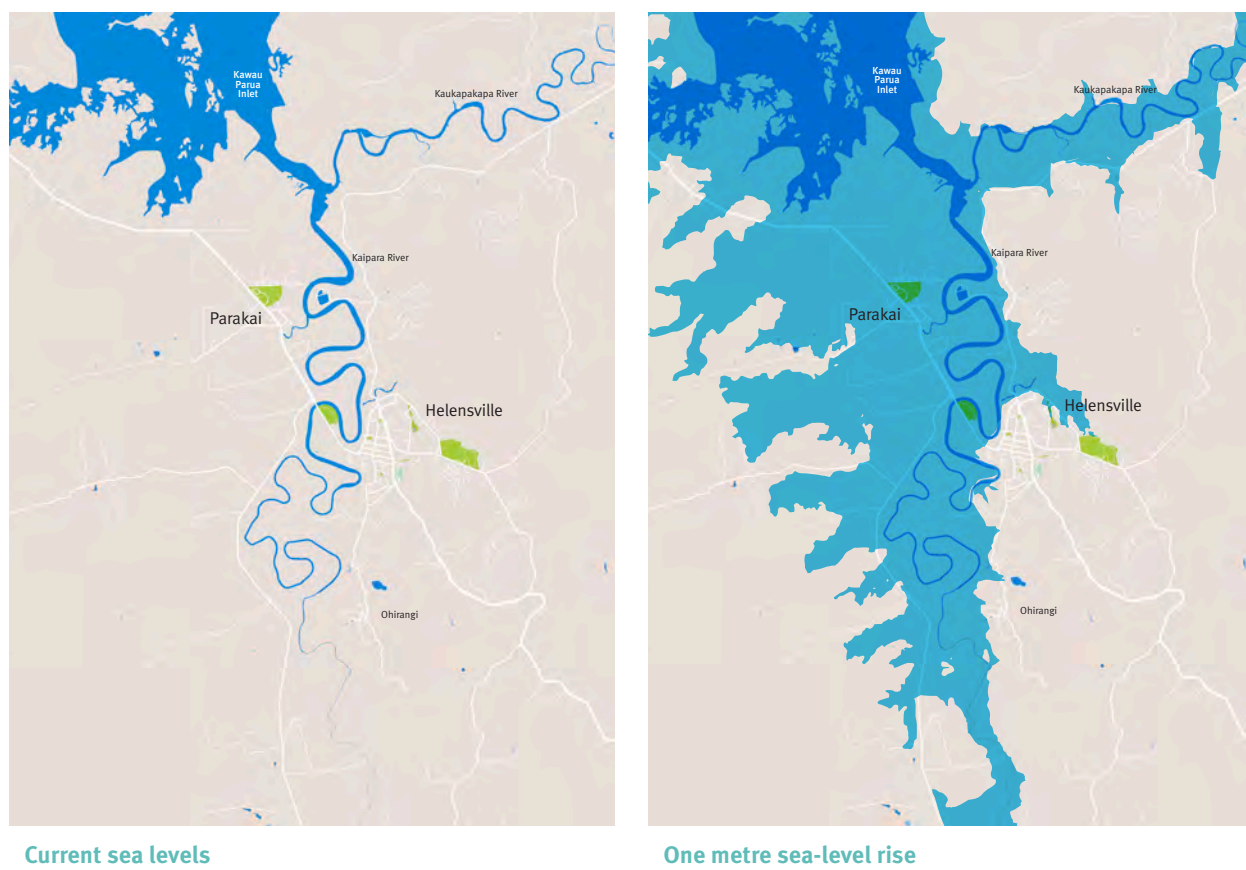 Kawau
Parua
Inlet
Kaukapakapa River
Kaipara River
Parakai
Helensville
Ohirangi
Current sea levels
Kawau
Parua
Inlet
Kaukapakapa River
Kaipara River
Parakai
Helensville
Ohirangi
One metre sea-level rise